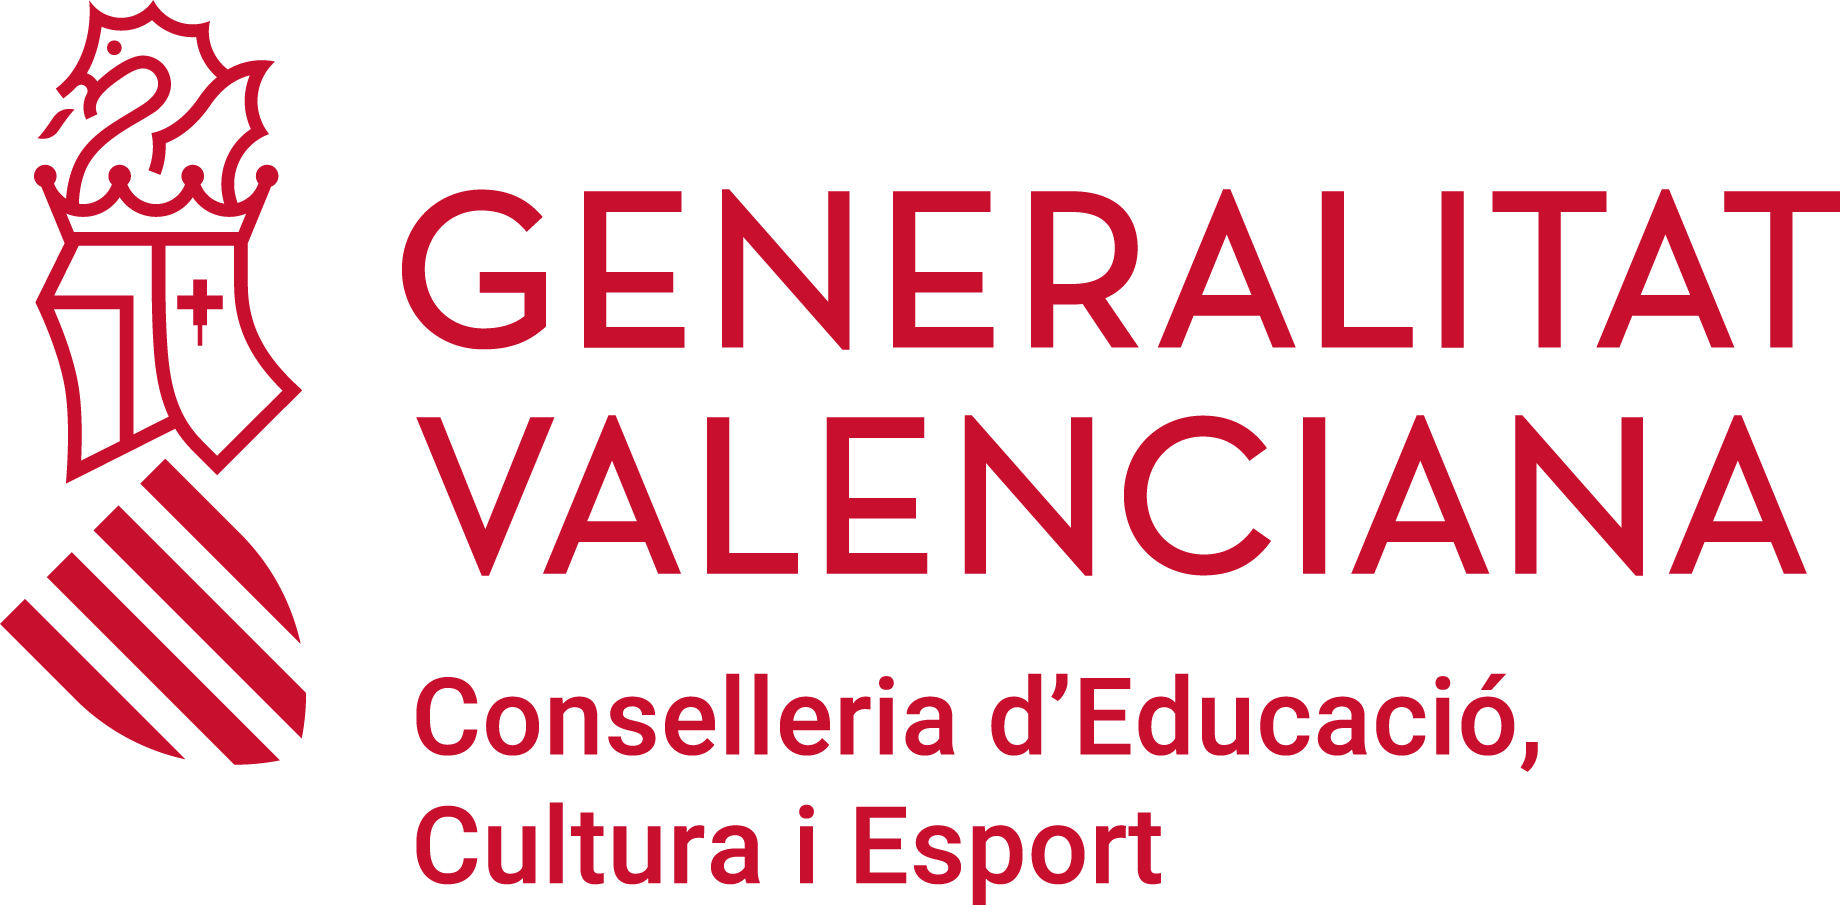 GENERALITAT
VALENCIANA
Conselleria d’Educació,
Cultura i Esport